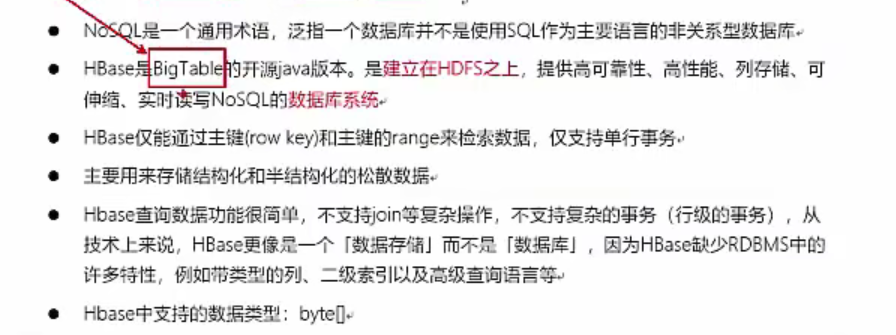 NoSQL是一个通用术语，泛指一个数据库并不是使用SQL作为主要语言的非关系型数据库
HBase是BigTable的开源java版本。是建立在HDFS之上，提供高可靠性、高性能、列存储、可
伸缩、实时读写NoSQL的数据库系统
HBase仅能通过主键(row key)和主键的range来检索数据，仅支持单行事务
主要用来存储结构化和半结构化的松散数据
Hbase查询数据功能很简单，不支持join等复杂操作，不支持复杂的事务（行级的事务），从
技术上来说，HBase更像是一个「数据存储」而不是「数据库」，因为HBase缺少RDBMS中的
许多特性，例如带类型的列、二级索引以及高级查询语言等
Hbase中支持的数据类型：byte[]